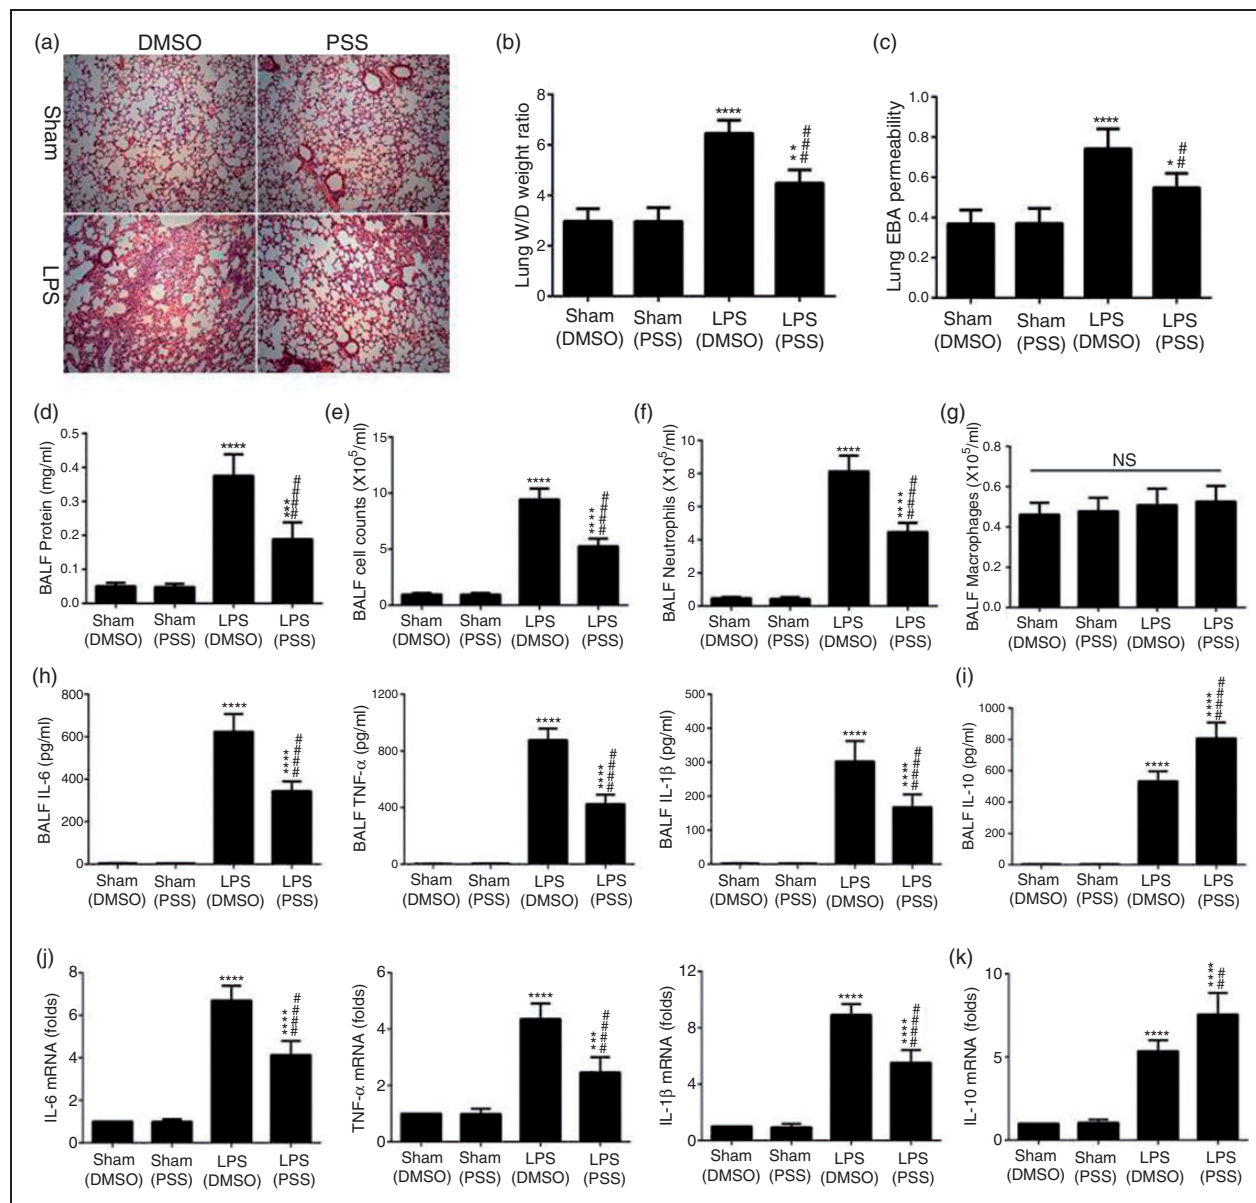 (a)
DMSO PSS
Sham
LPS
(b)
Lung W/D weight ratio
8
6
4
2
0
****
**
###
Sham (DMSO)
Sham (PSS)
LPS (DMSO)
LPS (PSS)
(c)
Lung EBA permeability
1.0
0.8
0.6
0.4
0.2
0.0
****
*
##
Sham (DMSO)
Sham (PSS)
LPS (DMSO)
LPS (PSS)
(d)
BALF Protein (mg/ml)
0.5
0.4
0.3
0.2
0.1
0.0
****
***
####
Sham (DMSO)
Sham (PSS)
LPS (DMSO)
LPS (PSS)
(e)
BALF cell counts (X10⁵/ml)
15
10
5
0
****
****
####
Sham (DMSO)
Sham (PSS)
LPS (DMSO)
LPS (PSS)
(f)
BALF Neutrophils (X10⁵/ml)
10
8
6
4
2
0
****
****
####
Sham (DMSO)
Sham (PSS)
LPS (DMSO)
LPS (PSS)
(g)
BALF Macrophages (X10⁵/ml)
0.8
0.6
0.4
0.2
0.0
NS
Sham (DMSO)
Sham (PSS)
LPS (DMSO)
LPS (PSS)
(h)
BALF IL-6 (pg/ml)
800
600
400
200
0
****
****
####
Sham (DMSO)
Sham (PSS)
LPS (DMSO)
LPS (PSS)
BALF TNF-α (pg/ml)
1200
800
400
0
****
****
####
Sham (DMSO)
Sham (PSS)
LPS (DMSO)
LPS (PSS)
BALF IL-1β (pg/ml)
500
400
300
200
100
0
****
****
####
Sham (DMSO)
Sham (PSS)
LPS (DMSO)
LPS (PSS)
(i)
BALF IL-10 (pg/ml)
1000
800
600
400
200
0
****
****
####
Sham (DMSO)
Sham (PSS)
LPS (DMSO)
LPS (PSS)
(j)
IL-6 mRNA (folds)
8
6
4
2
0
****
****
####
Sham (DMSO)
Sham (PSS)
LPS (DMSO)
LPS (PSS)
TNF-α mRNA (folds)
6
4
2
0
****
***
####
Sham (DMSO)
Sham (PSS)
LPS (DMSO)
LPS (PSS)
IL-1β mRNA (folds)
12
8
4
0
****
****
####
Sham (DMSO)
Sham (PSS)
LPS (DMSO)
LPS (PSS)
(k)
IL-10 mRNA (folds)
10
5
0
****
****
##
Sham (DMSO)
Sham (PSS)
LPS (DMSO)
LPS (PSS)